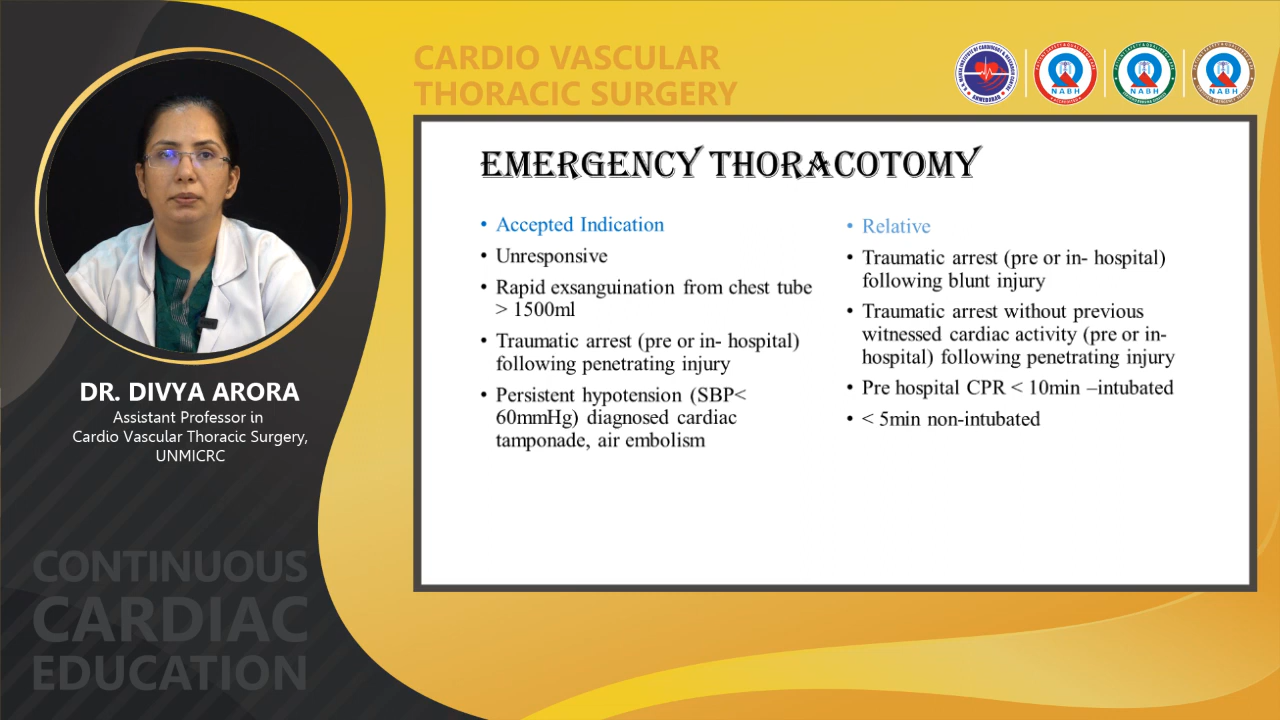 CARDIO VASCULAR
THORACIC SURGERY
NABH
NABH
NABH
EMERGENCY THORACOTOMY
• Accepted Indication
• Unresponsive
• Rapid exsanguination from chest tube
> 1500ml
• Traumatic arrest (pre or in- hospital)
following penetrating injury
• Persistent hypotension (SBP<
60mmHg) diagnosed cardiac
tamponade, air embolism
• Relative
• Traumatic arrest (pre or in- hospital)
following blunt injury
• Traumatic arrest without previous
witnessed cardiac activity (pre or in-
hospital) following penetrating injury
• Pre hospital CPR < 10min –intubated
• < 5min non-intubated
DR. DIVYA ARORA
Assistant Professor in
Cardio Vascular Thoracic Surgery,
UNMICRC
CONTINUOUS
CARDIAC
EDUCATION